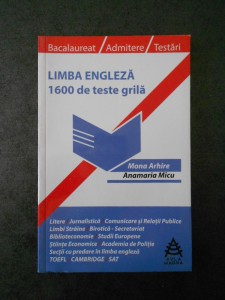 Bacalaureat / Admitere / Testări
LIMBA ENGLEZĂ
1600 de teste grilă
Mona Arhire
Anamaria Micu
Litere Jurnalistică Comunicare și Relații Publice
Limbi Străine Birotică - Secretariat
Biblioteconomie Studii Europene
Științe Economice Academia de Poliție
Secții cu predare în limba engleză
TOEFL CAMBRIDGE SAT